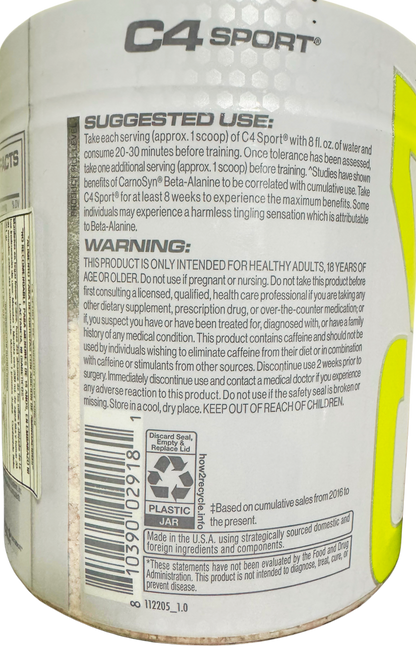 C4 SPORT®
SUGGESTED USE:
Take each serving (approx. 1 scoop) of C4 Sport® with 8 fl. oz. of water and
consume 20-30 minutes before training. Once tolerance has been assessed,
take one additional serving (approx. 1 scoop) before training. ^Studies have shown
benefits of CarnoSyn® Beta-Alanine to be correlated with cumulative use. Take
C4 Sport® for at least 8 weeks to experience the maximum benefits. Some
individuals may experience a harmless tingling sensation which is attributable
to Beta-Alanine.
WARNING:
THIS PRODUCT IS ONLY INTENDED FOR HEALTHY ADULTS, 18 YEARS OF
AGE OR OLDER. Do not use if pregnant or nursing. Do not take this product before
first consulting a licensed, qualified, health care professional if you are taking any
other dietary supplement, prescription drug, or over-the-counter medication; or
if, you suspect you have or have been treated for, diagnosed with, or have a family
history of any medical condition. This product contains caffeine and should not be
used by individuals wishing to eliminate caffeine from their diet or in combination
with caffeine or stimulants from other sources. Discontinue use 2 weeks prior to
surgery. Immediately discontinue use and contact a medical doctor if you experience
any adverse reaction to this product. Do not use if the safety seal is broken or
missing. Store in a cool, dry place. KEEP OUT OF REACH OF CHILDREN.
Discard Seal,
Empty &
Replace Lid
PLASTIC
JAR
how2recycle.info
‡Based on cumulative sales from 2016 to
the present.
Made in the U.S.A. using strategically sourced domestic and
foreign ingredients and components.
*These statements have not been evaluated by the Food and Drug
Administration. This product is not intended to diagnose, treat, cure, or
prevent disease.
8 10390 02918 1
112205_1.0
FACTS